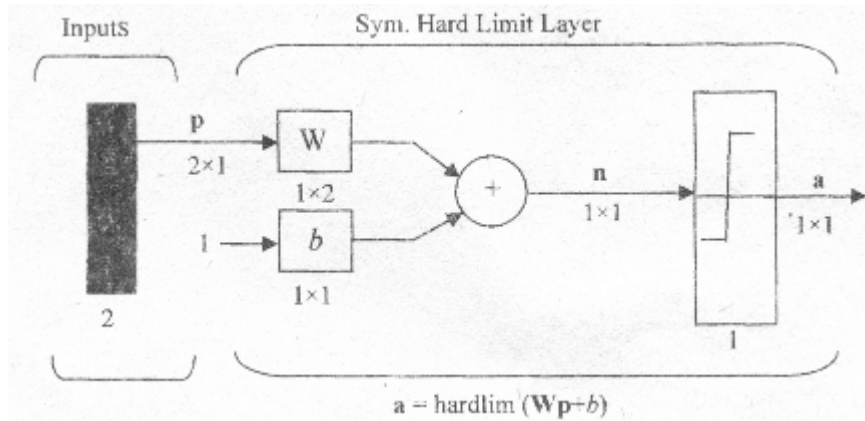 Inputs
Sym. Hard Limit Layer
p
2×1
W
1×2
1
b
1×1
+
n
1×1
a
1×1
2
1
a = hardlim (Wp+b)